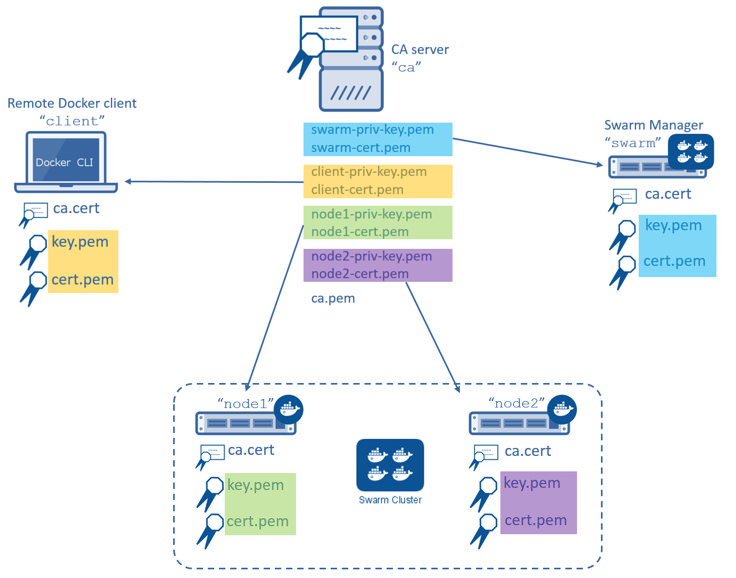 CA server
“ca”
Remote Docker client
“client”
Docker CLI
ca.cert
key.pem
cert.pem
swarm-priv-key.pem
swarm-cert.pem
client-priv-key.pem
client-cert.pem
node1-priv-key.pem
node1-cert.pem
node2-priv-key.pem
node2-cert.pem
ca.pem
Swarm Manager
“swarm”
ca.cert
key.pem
cert.pem
“node1”
ca.cert
key.pem
cert.pem
Swarm Cluster
“node2”
ca.cert
key.pem
cert.pem